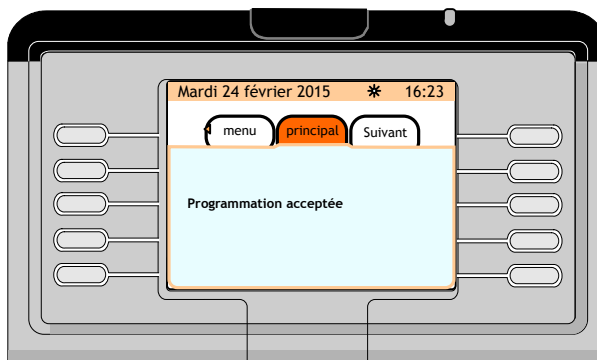 Mardi 24 février 2015 16:23
menu principal Suivant
Programmation acceptée